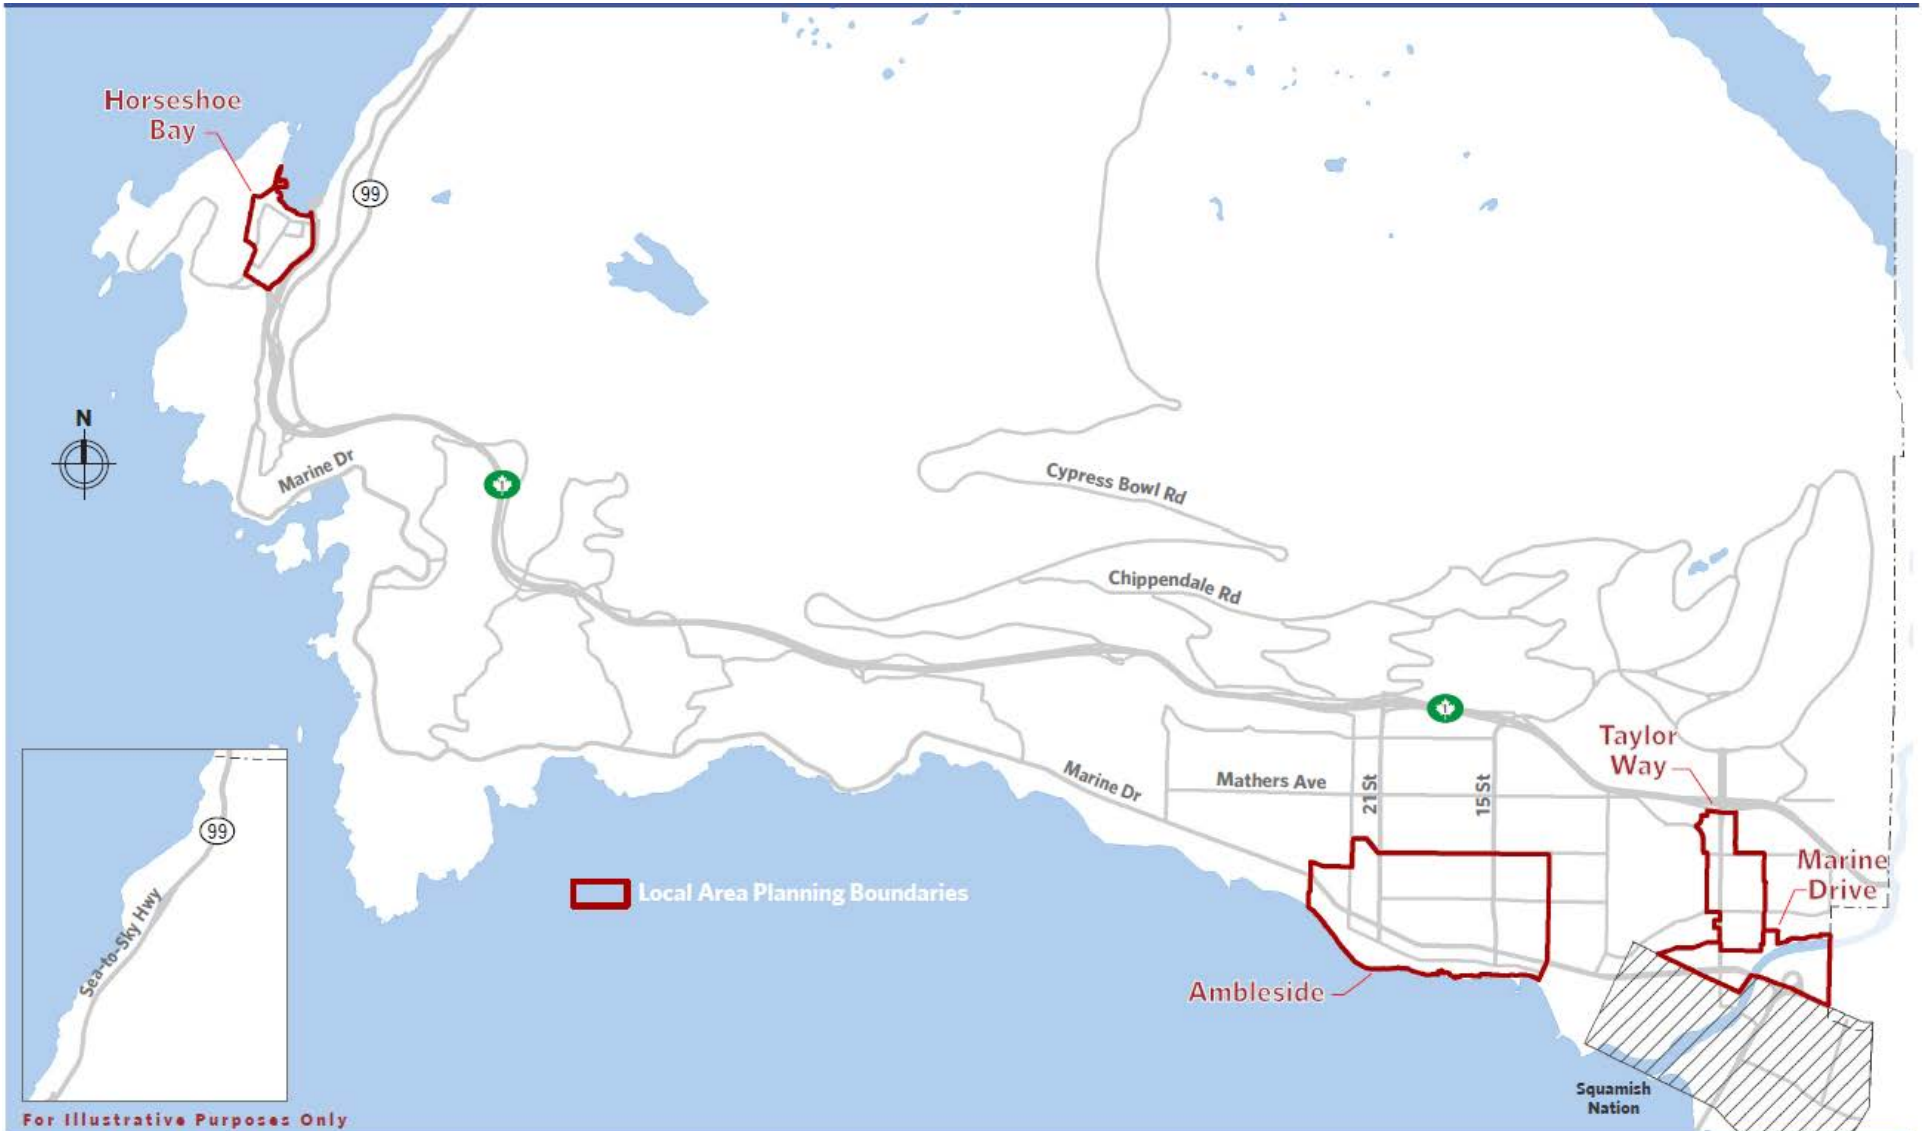 Horseshoe
Bay
99
N
Marine Dr
1
Cypress Bowl Rd
Chippendale Rd
1
Taylor
Way
Marine Dr
Mathers Ave
21 St
15 St
99
Sea-to-Sky Hwy
Local Area Planning Boundaries
Marine
Drive
Ambleside
Squamish
Nation
For Illustrative Purposes Only